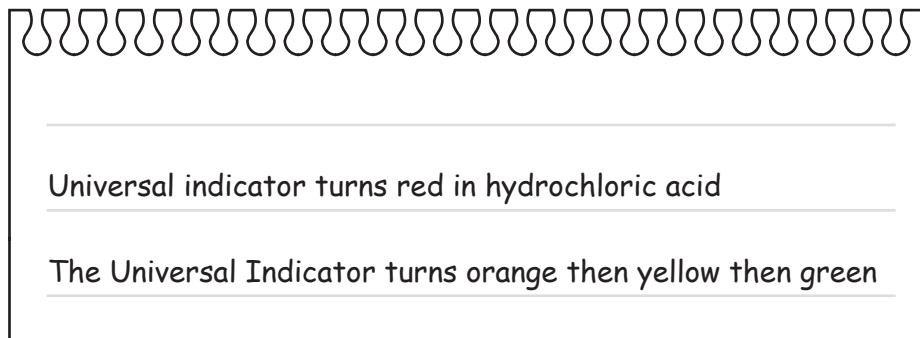 Universal indicator turns red in hydrochloric acid
The Universal Indicator turns orange then yellow then green